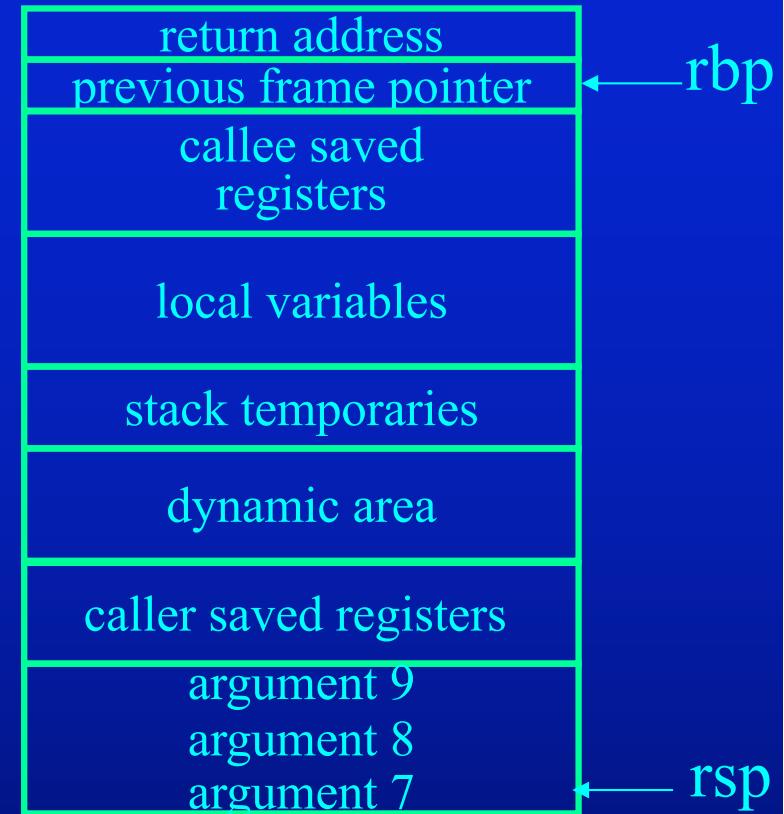 return address
previous frame pointer
rbp
callee saved
registers
local variables
stack temporaries
dynamic area
caller saved registers
argument 9
argument 8
argument 7
rsp